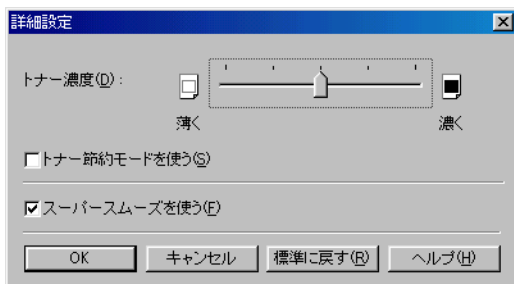 詳細設定
トナー濃度(D):
薄く 濃く
トナー節約モードを使う(S)
スーパースムーズを使う(F)
OK キャンセル 標準に戻す(R) ヘルプ(H)